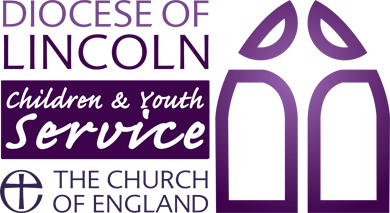 DIOCESE OF
LINCOLN
Children & Youth
Service
THE CHURCH
OF ENGLAND